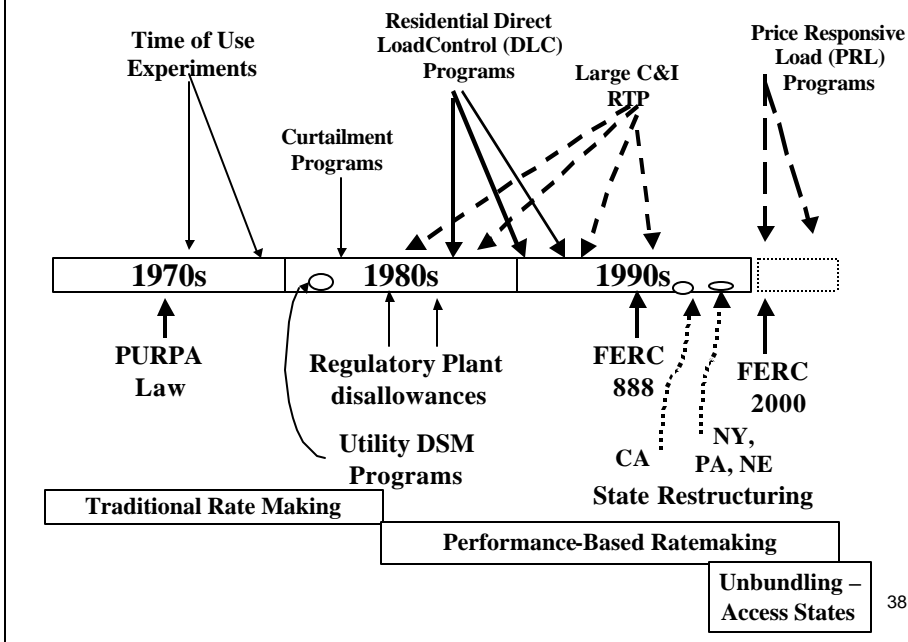 Time of Use
Experiments
Residential Direct
LoadControl (DLC)
Programs
Price Responsive
Load (PRL)
Programs
Large C&I
RTP
Curtailment
Programs
1970s
1980s
1990s
PURPA
Law
Regulatory Plant
disallowances
FERC
888
FERC
2000
Utility DSM
Programs
CA
NY,
PA, NE
State Restructuring
Traditional Rate Making
Performance-Based Ratemaking
Unbundling –
Access States
38